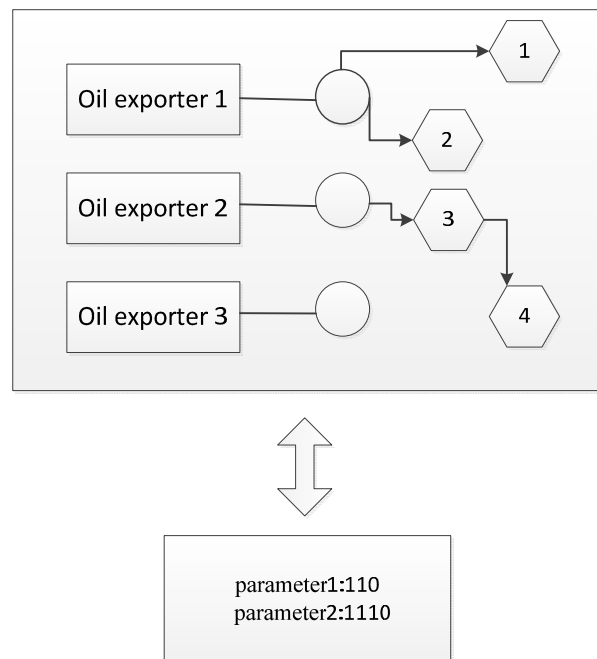 Oil exporter 1
1
2
Oil exporter 2
3
Oil exporter 3
4
parameter1:110
parameter2:1110